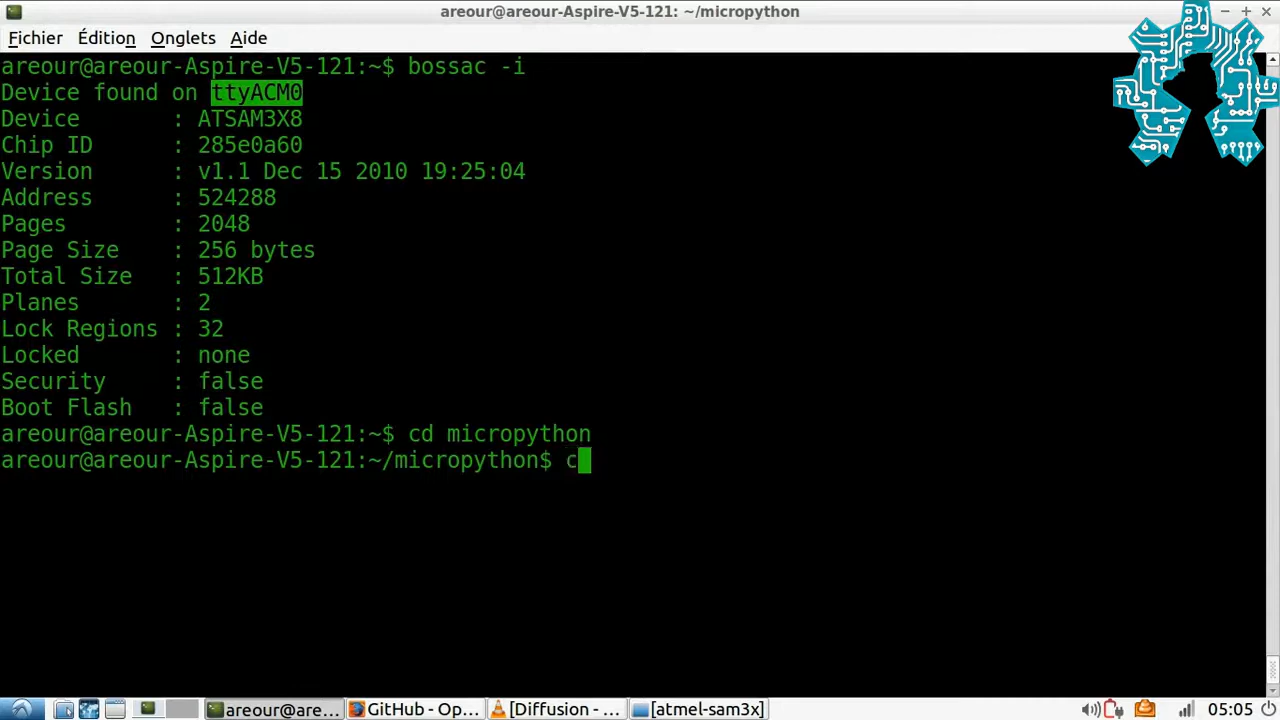 areour@areour-Aspire-V5-121: ~/micropython
Fichier Édition Onglets Aide
areour@areour-Aspire-V5-121:~$ bossac -i
Device found on ttyACM0
Device : ATSAM3X8
Chip ID : 285e0a60
Version : v1.1 Dec 15 2010 19:25:04
Address : 524288
Pages : 2048
Page Size : 256 bytes
Total Size : 512KB
Planes : 2
Lock Regions : 32
Locked : none
Security : false
Boot Flash : false
areour@areour-Aspire-V5-121:~$ cd micropython
areour@areour-Aspire-V5-121:~/micropython$ c
areour@are... GitHub - Op... [Diffusion - ... [atmel-sam3x] 05:05